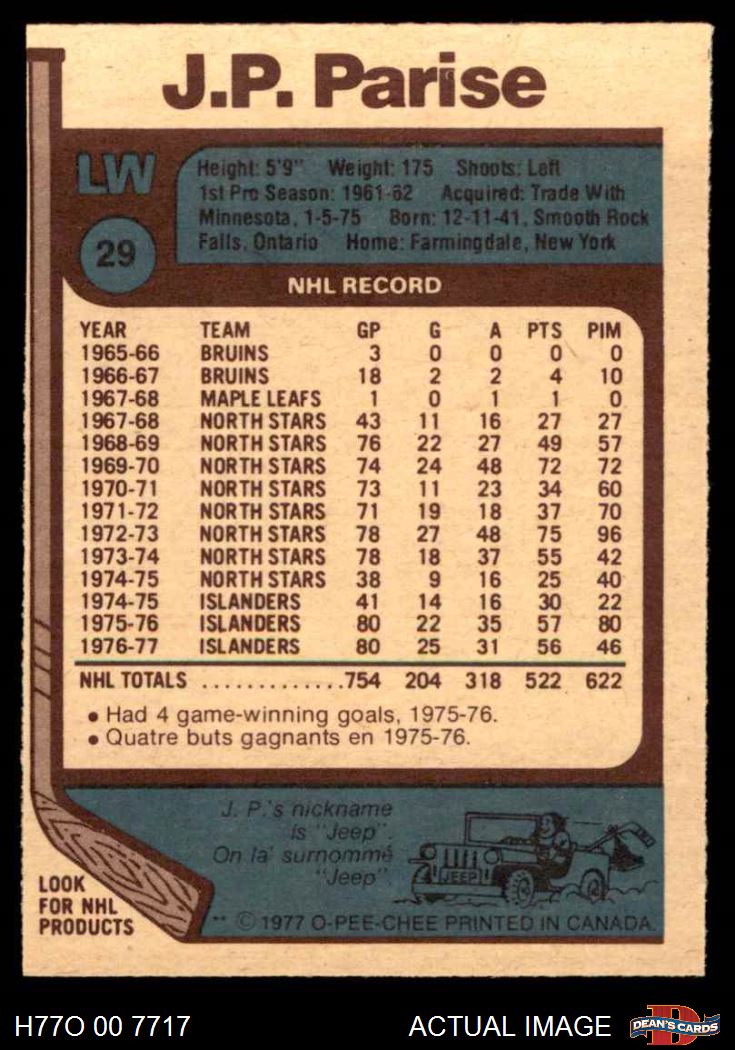 J.P. Parise
LW
29
Height: 5'9" Weight: 175 Shoots: Left
1st Pro Season: 1961-62 Acquired: Trade With
Minnesota, 1-5-75 Born: 12-11-41, Smooth Rock
Falls, Ontario Home: Farmingdale, New York
NHL RECORD
YEAR TEAM GP G A PTS PIM
1965-66 BRUINS 3 0 0 0 0
1966-67 BRUINS 18 2 2 4 10
1967-68 MAPLE LEAFS 1 0 1 1 0
1967-68 NORTH STARS 43 11 16 27 27
1968-69 NORTH STARS 76 22 27 49 57
1969-70 NORTH STARS 74 24 48 72 72
1970-71 NORTH STARS 73 11 23 34 60
1971-72 NORTH STARS 71 19 18 37 70
1972-73 NORTH STARS 78 27 48 75 96
1973-74 NORTH STARS 78 18 37 55 42
1974-75 NORTH STARS 38 9 16 25 40
1974-75 ISLANDERS 41 14 16 30 22
1975-76 ISLANDERS 80 22 35 57 80
1976-77 ISLANDERS 80 25 31 56 46
NHL TOTALS .............754 204 318 522 622
• Had 4 game-winning goals, 1975-76.
• Quatre buts gagnants en 1975-76.
J. P.'s nickname
is "Jeep".
On la' surnommé
"Jeep"
JEEP
LOOK
FOR NHL
PRODUCTS
** © 1977 O-PEE-CHEE PRINTED IN CANADA.
H77O 00 7717
ACTUAL IMAGE
D
DEAN'S CARDS